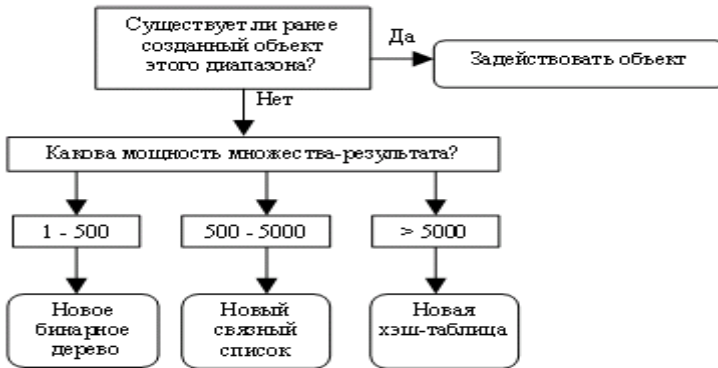 Существует ли ранее
созданный объект
этого диапазона?
Да
Задействовать объект
Нет
Какова мощность множества-результата?
1 - 500
500 - 5000
> 5000
Новое
бинарное
дерево
Новый
связный
список
Новая
хэш-таблица